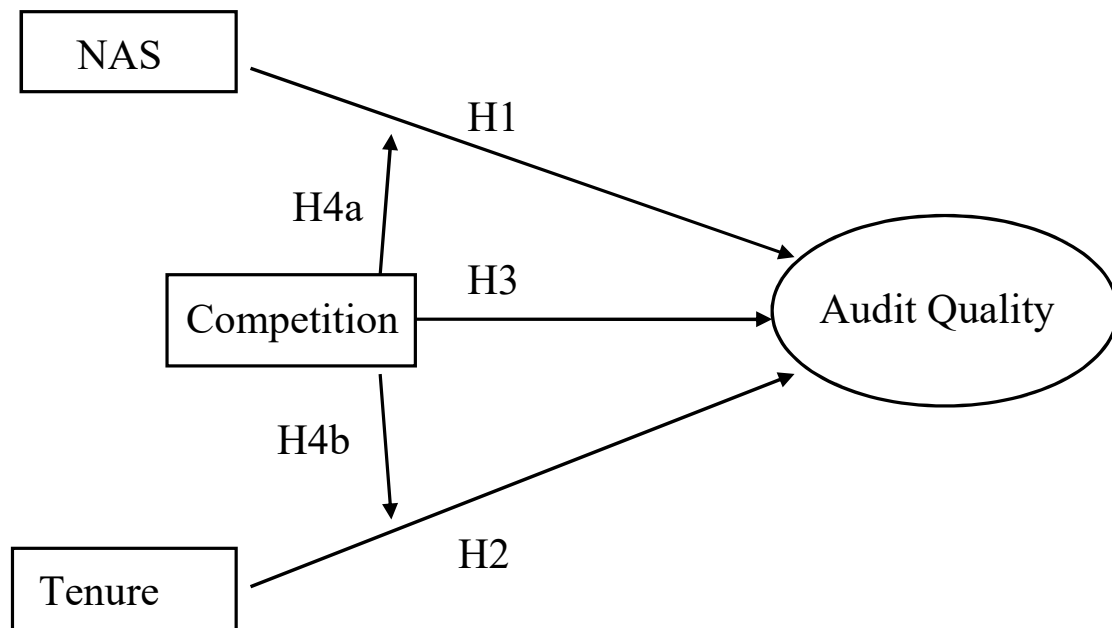 NAS
H1
H4a
H3
Competition
Audit Quality
H4b
H2
Tenure